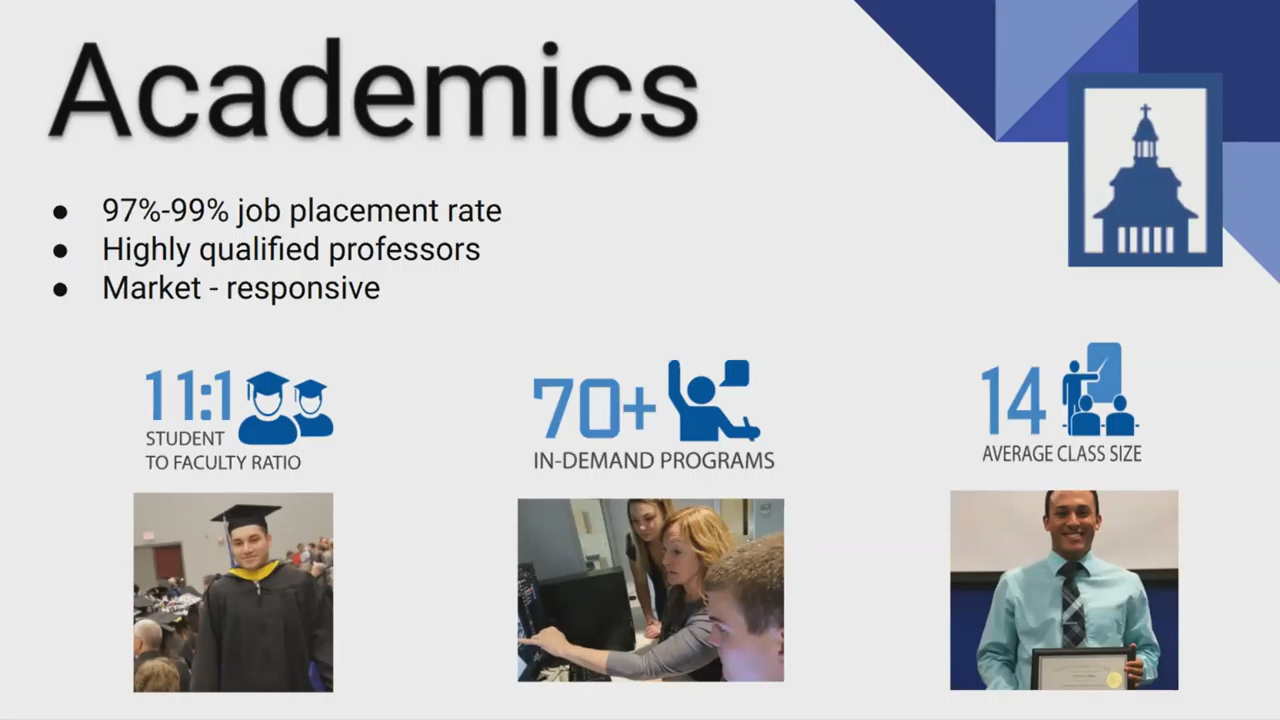 Academics
● 97%-99% job placement rate
● Highly qualified professors
● Market - responsive
11:1
STUDENT
TO FACULTY RATIO
70+
IN-DEMAND PROGRAMS
14
AVERAGE CLASS SIZE